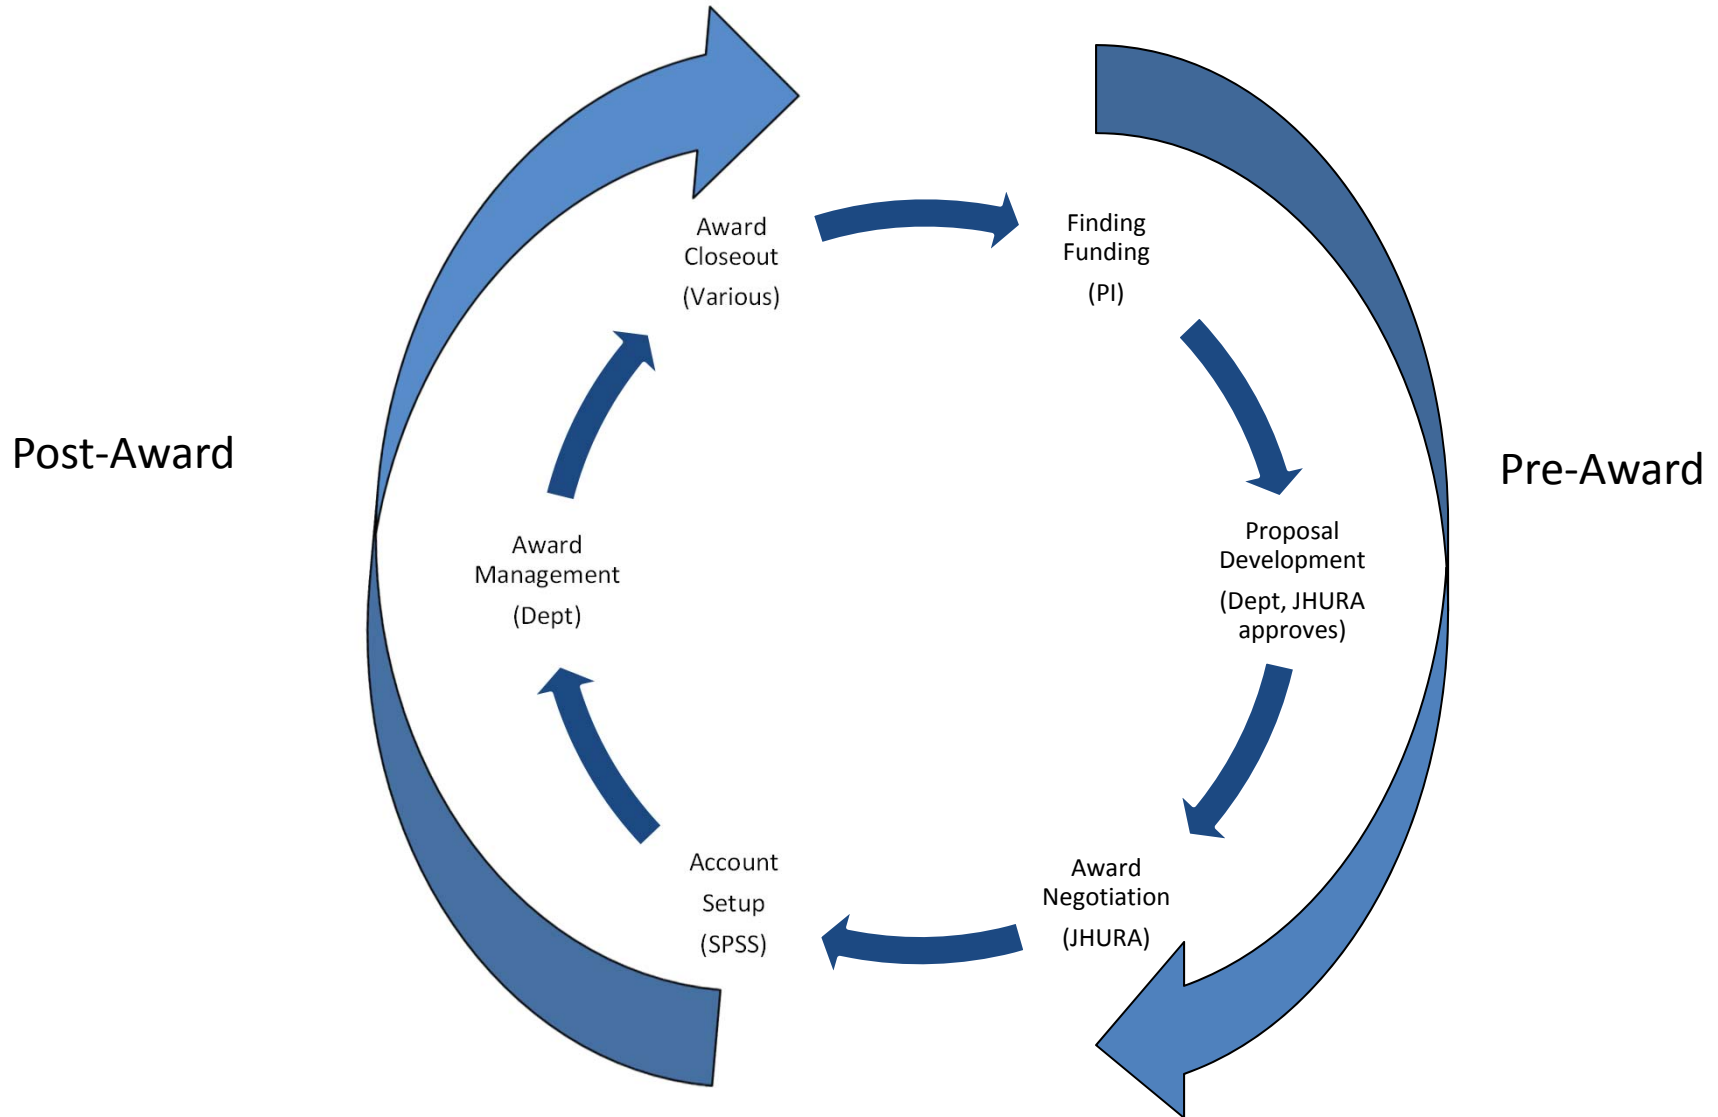 Award
Closeout
(Various)
Finding
Funding
(PI)
Post-Award
Pre-Award
Award
Management
(Dept)
Proposal
Development
(Dept, JHURA
approves)
Account
Setup
(SPSS)
Award
Negotiation
(JHURA)